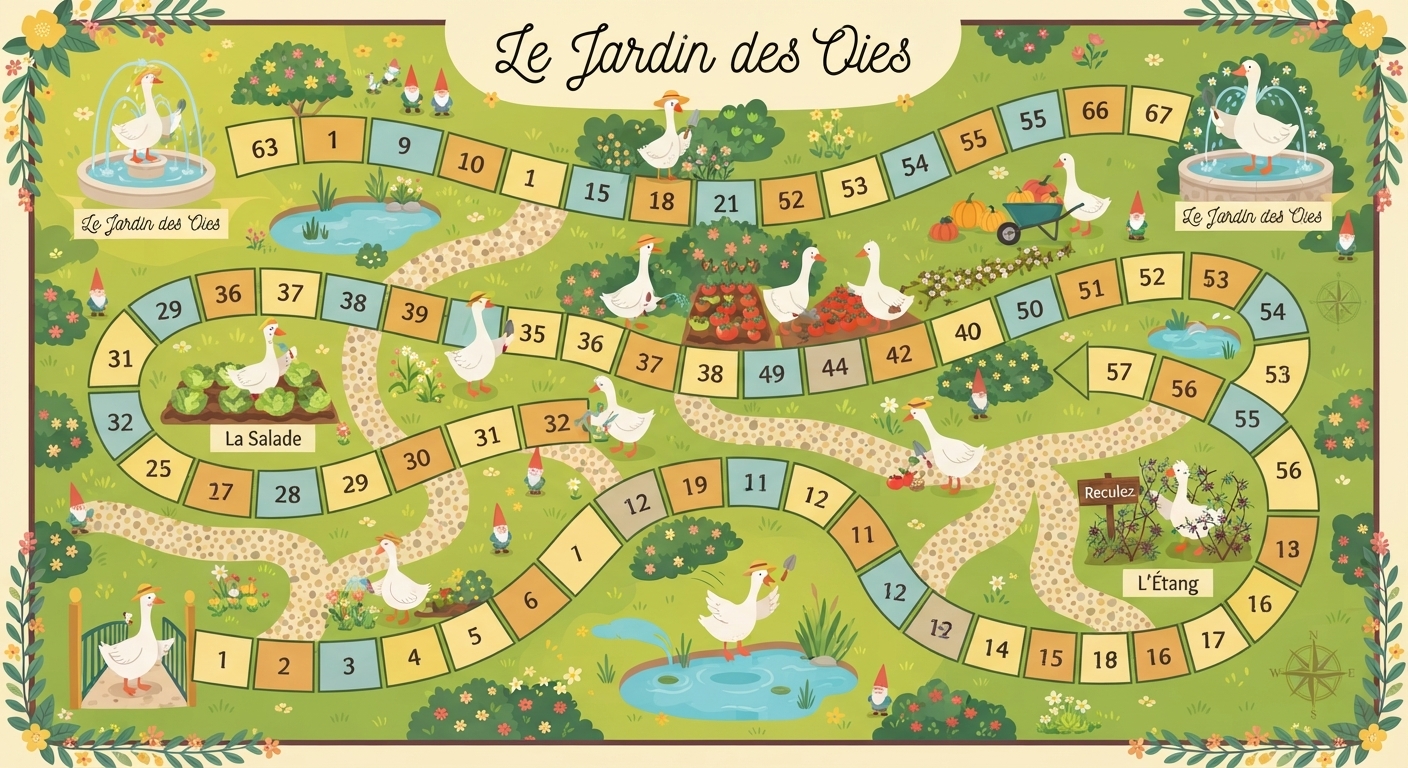 Le Jardin des Oies
63 1 9 10 1 15 18 21 52 53 54 55 55 66 67
Le Jardin des Oies
Le Jardin des Oies
29 36 37 38 39 35 36 37 38 49 44 42 40 50 51 52 53 54
31
53
57 56 55
32
La Salade
25 27 28 29 30 31 32
56
12 19 11 12 11 12 12
Reculez
L'Étang
13
16
1 2 3 4 5 6 1
14 15 18 16 17
N
W E
S